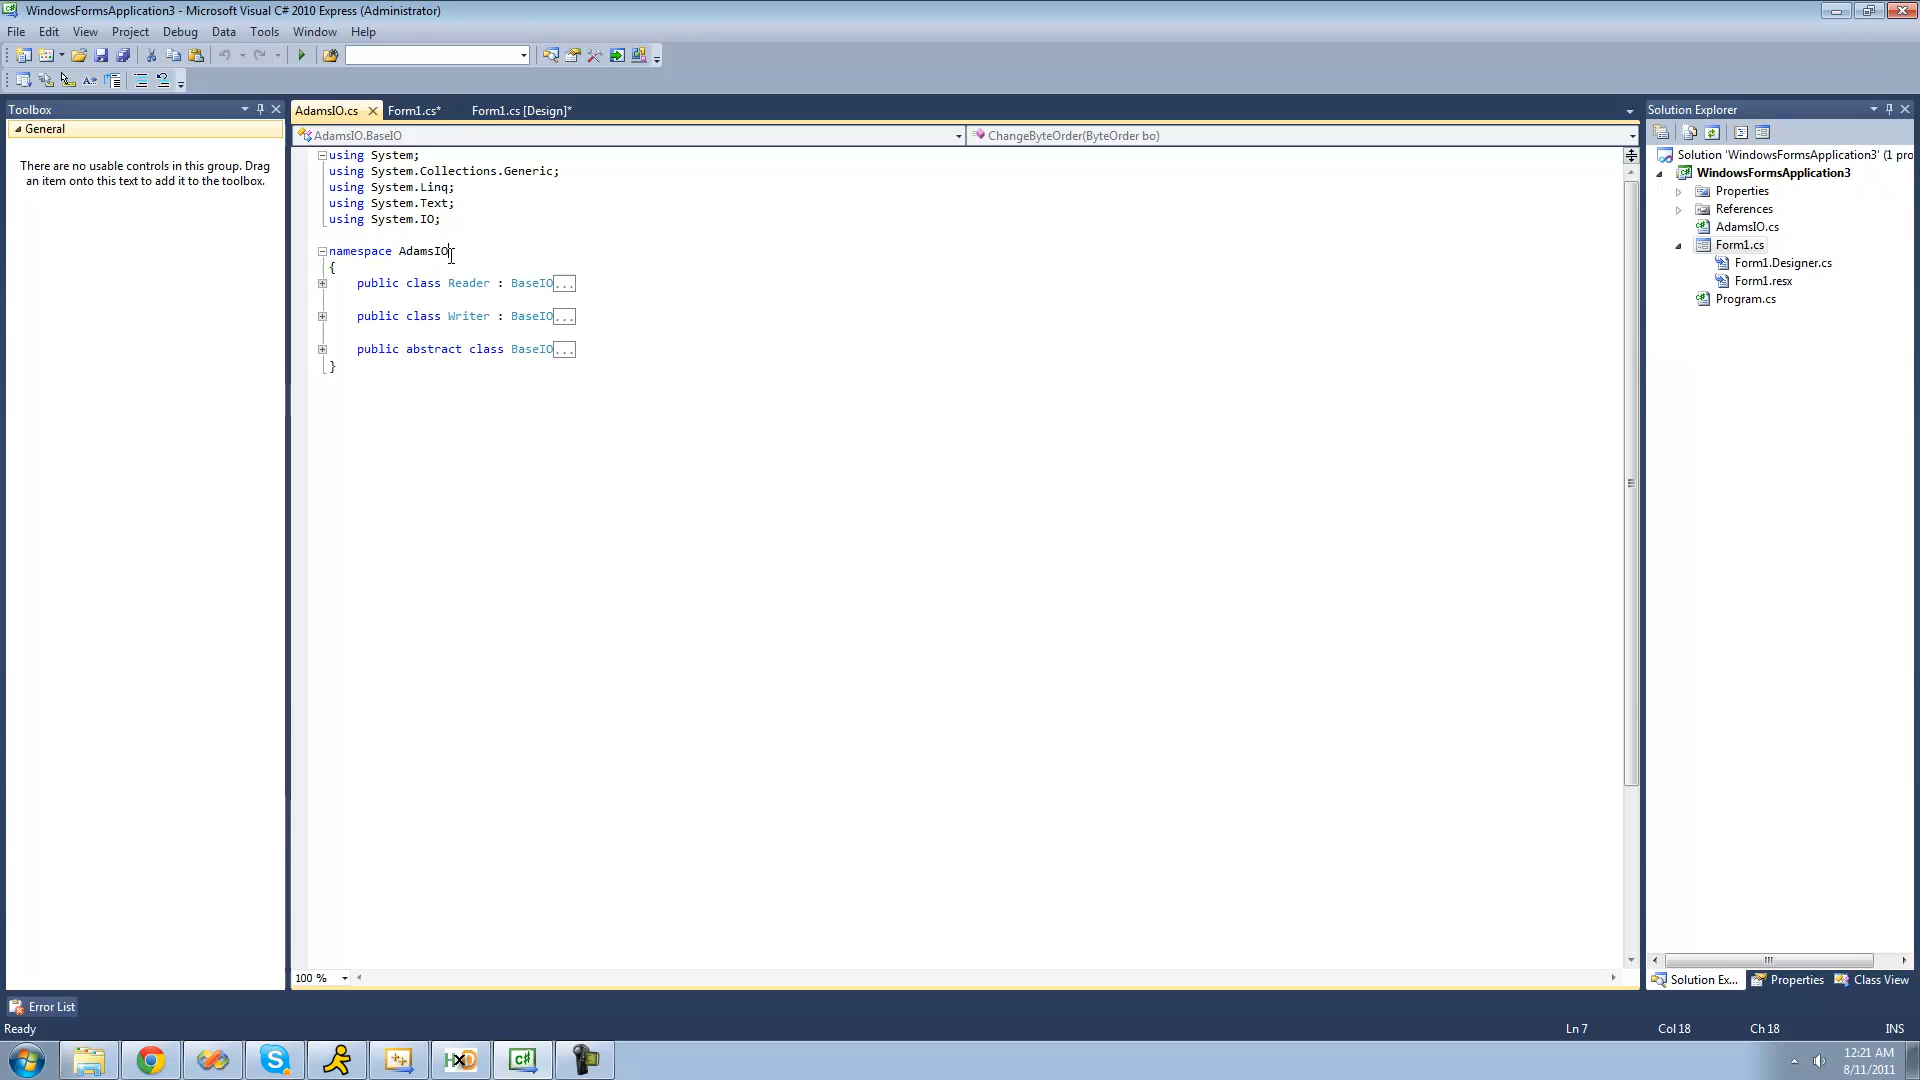 WindowsFormsApplication3 - Microsoft Visual C# 2010 Express (Administrator)
File Edit View Project Debug Data Tools Window Help
Toolbox
General
There are no usable controls in this group. Drag
an item onto this text to add it to the toolbox.
AdamsIO.cs Form1.cs* Form1.cs [Design]*
AdamsIO.BaseIO ChangeByteOrder(ByteOrder bo)
using System;
using System.Collections.Generic;
using System.Linq;
using System.Text;
using System.IO;
namespace AdamsIO
{
public class Reader : BaseIO...
public class Writer : BaseIO...
public abstract class BaseIO...
}
100 %
Solution Explorer
Solution 'WindowsFormsApplication3' (1 pro
WindowsFormsApplication3
Properties
References
AdamsIO.cs
Form1.cs
Form1.Designer.cs
Form1.resx
Program.cs
Solution Ex... Properties Class View
Error List
Ready Ln 7 Col 18 Ch 18 INS
12:21 AM
8/11/2011